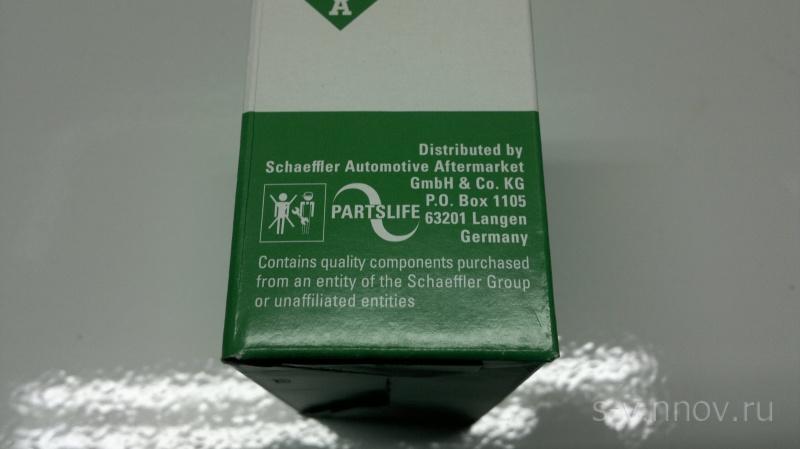 A
Distributed by
Schaeffler Automotive Aftermarket
GmbH & Co. KG
P.O. Box 1105
63201 Langen
Germany
PARTSLIFE
Contains quality components purchased
from an entity of the Schaeffler Group
or unaffiliated entities
s-v-nnov.ru